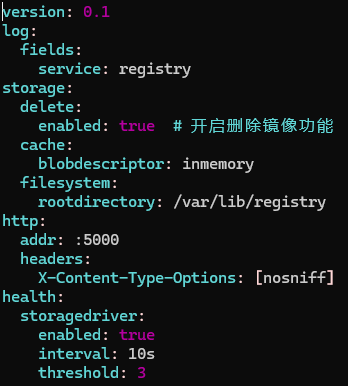 version: 0.1
log:
  fields:
    service: registry
storage:
  delete:
    enabled: true  # 开启删除镜像功能
  cache:
    blobdescriptor: inmemory
  filesystem:
    rootdirectory: /var/lib/registry
http:
  addr: :5000
  headers:
    X-Content-Type-Options: [nosniff]
health:
  storagedriver:
    enabled: true
    interval: 10s
    threshold: 3